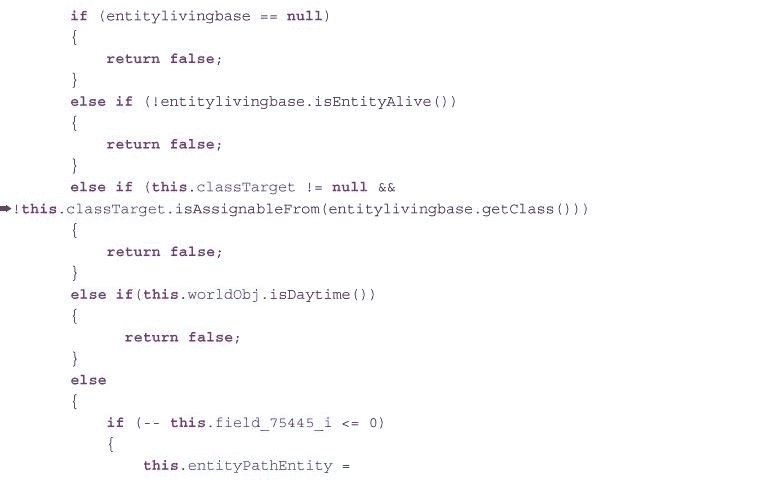 if (entitylivingbase == null)
{
return false;
}
else if (!entitylivingbase.isEntityAlive())
{
return false;
}
else if (this.classTarget != null &&
➨!this.classTarget.isAssignableFrom(entitylivingbase.getClass()))
{
return false;
}
else if(this.worldObj.isDaytime())
{
return false;
}
else
{
if (-- this.field_75445_i <= 0)
{
this.entityPathEntity =